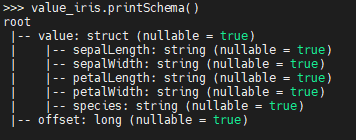 >>> value_iris.printSchema()
root
 |-- value: struct (nullable = true)
 |    |-- sepalLength: string (nullable = true)
 |    |-- sepalWidth: string (nullable = true)
 |    |-- petalLength: string (nullable = true)
 |    |-- petalWidth: string (nullable = true)
 |    |-- species: string (nullable = true)
 |-- offset: long (nullable = true)